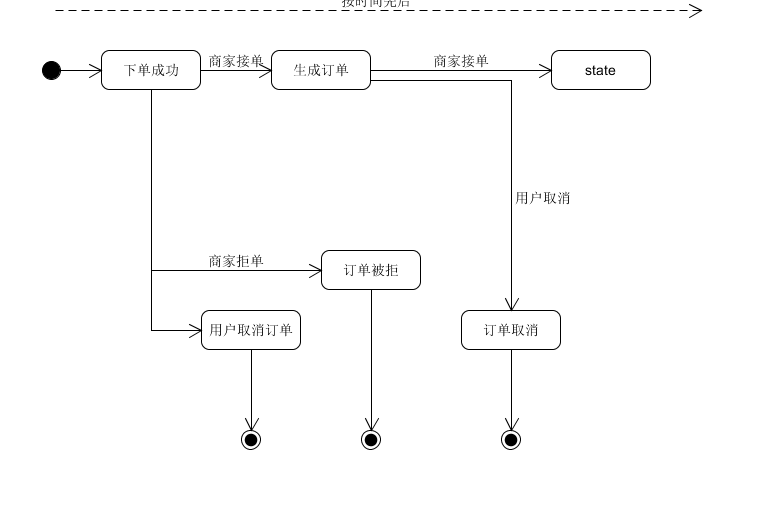 按时间先后
下单成功
商家接单
生成订单
商家接单
state
用户取消
商家拒单
订单被拒
用户取消订单
订单取消